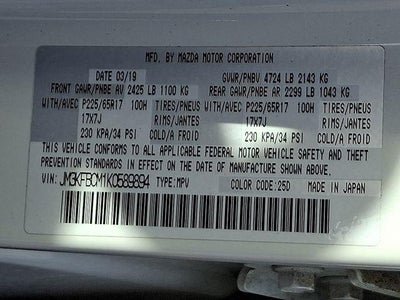 MFD. BY MAZDA MOTOR CORPORATION
DATE 03/19 GVWR/PNBV 4724 LB 2143 KG
FRONT GAWR/PNBE AV 2425 LB 1100 KG REAR GAWR/PNBE AR 2299 LB 1043 KG
WITH/AVEC P225/65R17 100H TIRES/PNEUS WITH/AVEC P225/65R17 100H TIRES/PNEUS
17X7J RIMS/JANTES 17X7J RIMS/JANTES
230 KPA/34 PSI COLD/A FROID 230 KPA/34 PSI COLD/A FROID
THIS VEHICLE CONFORMS TO ALL APPLICABLE FEDERAL MOTOR VEHICLE SAFETY AND THEFT
PREVENTION STANDARDS IN EFFECT ON THE DATE OF MANUFACTURE SHOWN ABOVE.
VIN: JM3KFBCM1K0589894 TYPE:MPV COLOR CODE:25D MADE IN JAPAN